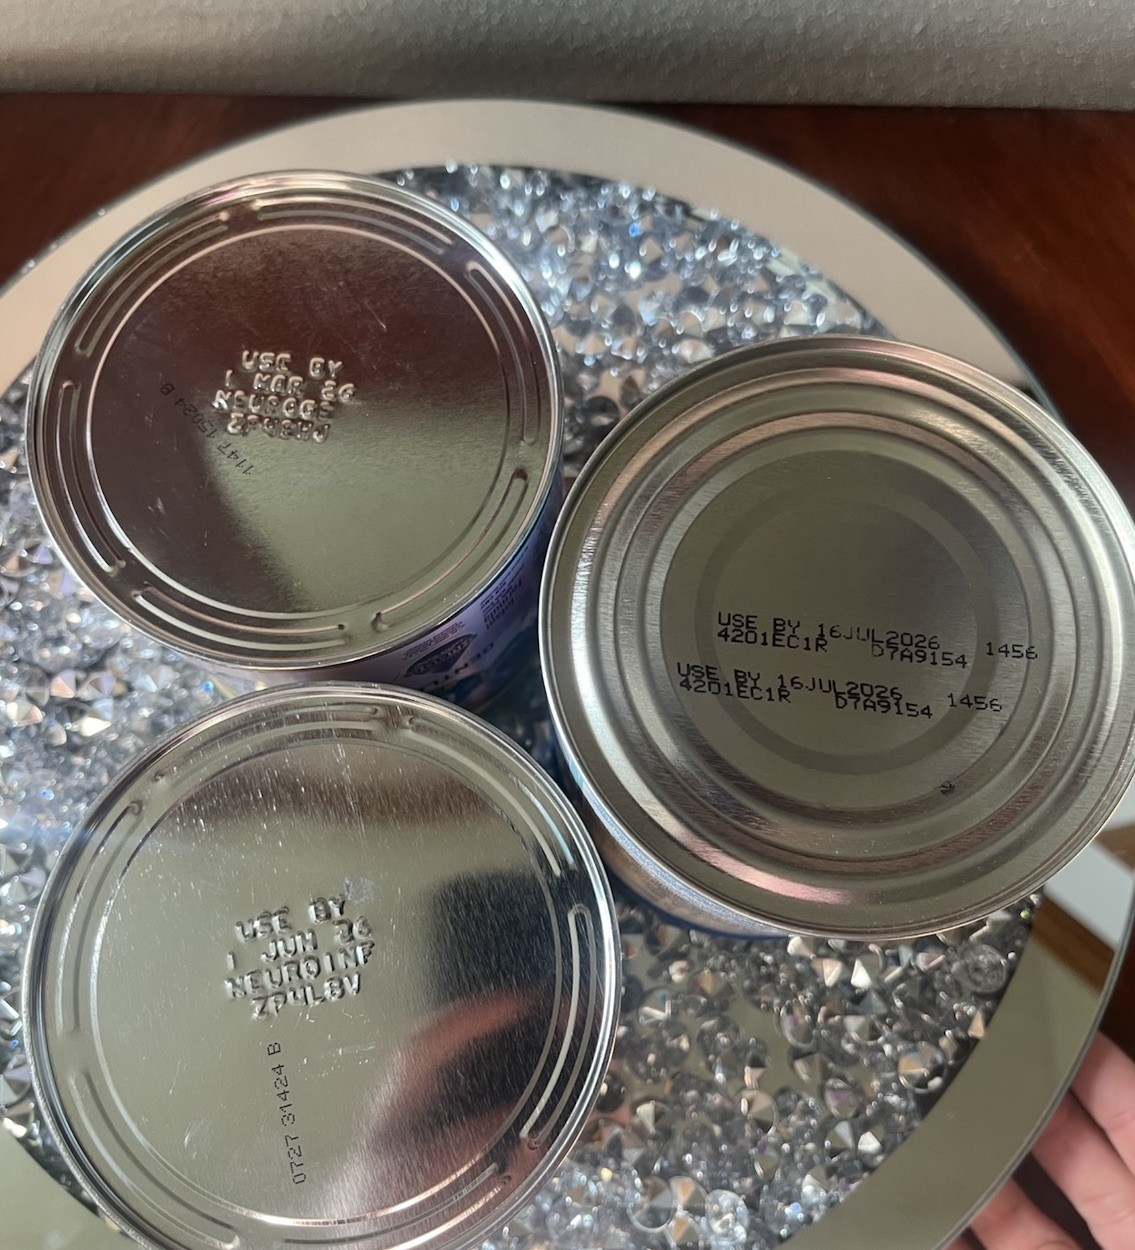 USE BY
1 MAR 26
NEUROGE
1147 15024 B
USE BY 16JUL2026 1456
4201EC1R D7A9154
USE BY 16JUL2026 1456
4201EC1R D7A9154
USE BY
1 JUN 26
NEUROINF
ZP4L8V
0727 31424 B